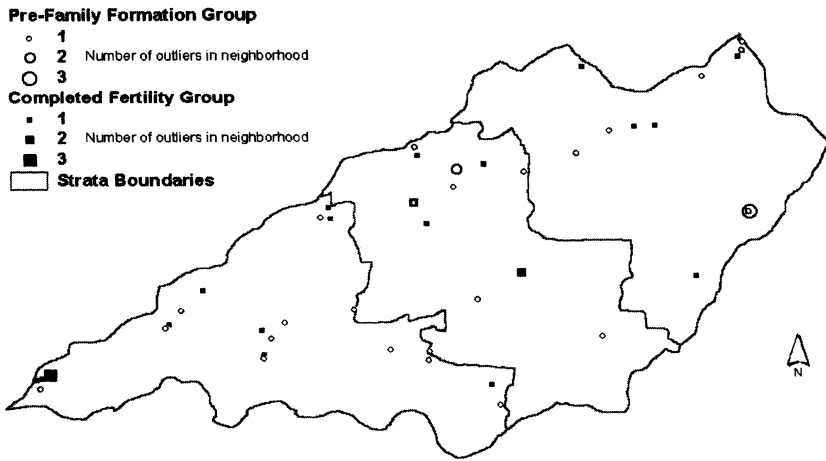 Pre-Family Formation Group
1
2 Number of outliers in neighborhood
3
Completed Fertility Group
1
2 Number of outliers in neighborhood
3
Strata Boundaries
N